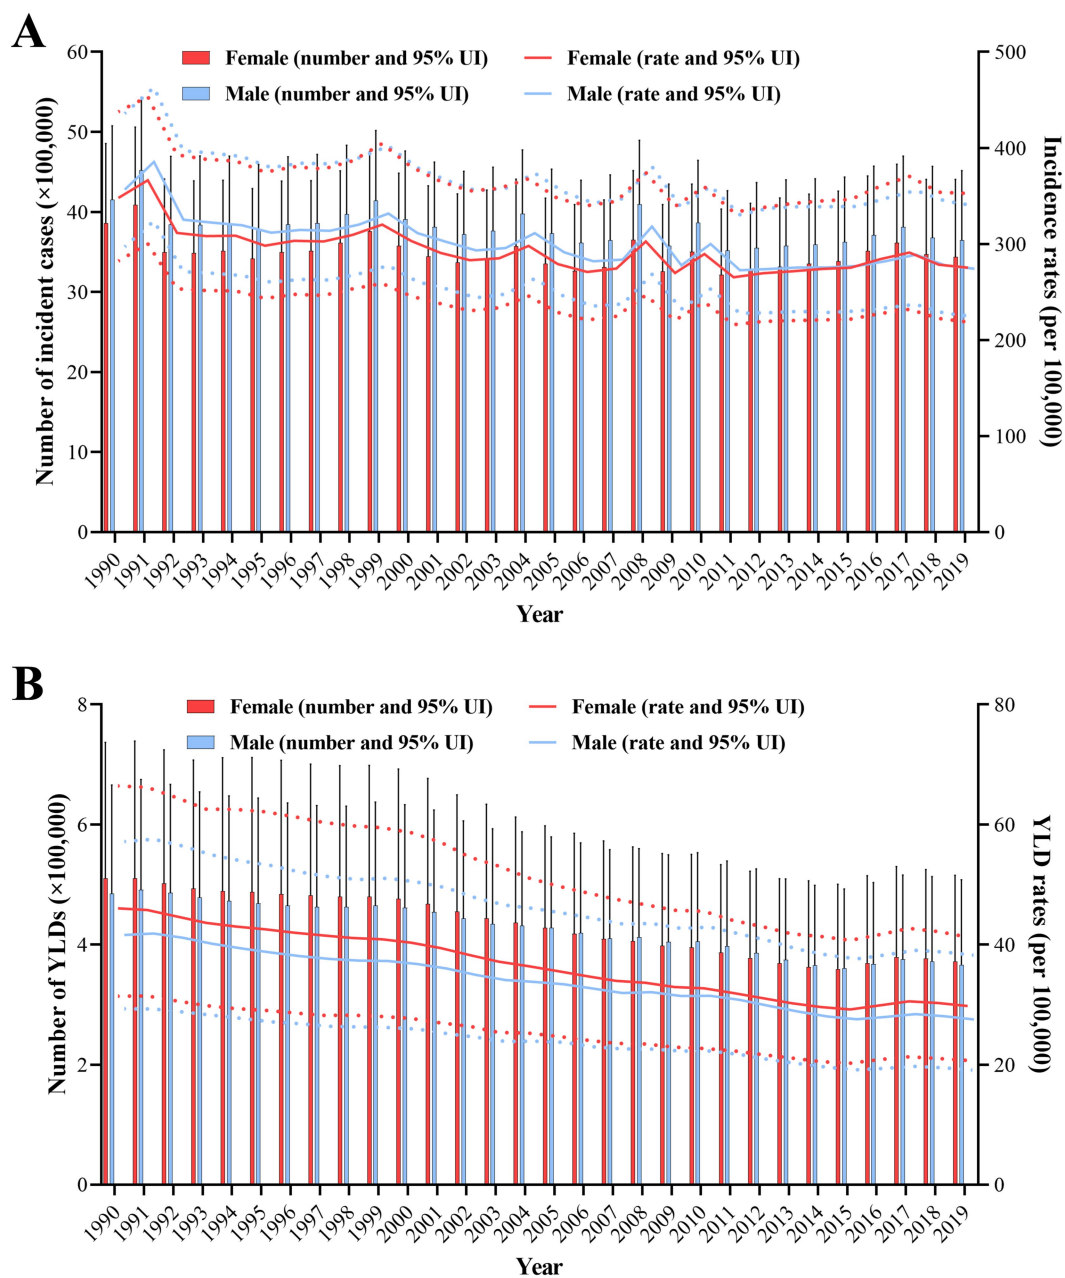 A
Female (number and 95% UI)
Female (rate and 95% UI)
Male (number and 95% UI)
Male (rate and 95% UI)
Number of incident cases (×100,000)
60
50
40
30
20
10
0
Incidence rates (per 100,000)
500
400
300
200
100
0
1990 1991 1992 1993 1994 1995 1996 1997 1998 1999 2000 2001 2002 2003 2004 2005 2006 2007 2008 2009 2010 2011 2012 2013 2014 2015 2016 2017 2018 2019
Year
B
Female (number and 95% UI)
Female (rate and 95% UI)
Male (number and 95% UI)
Male (rate and 95% UI)
Number of YLDs (×100,000)
8
6
4
2
0
YLD rates (per 100,000)
80
60
40
20
0
1990 1991 1992 1993 1994 1995 1996 1997 1998 1999 2000 2001 2002 2003 2004 2005 2006 2007 2008 2009 2010 2011 2012 2013 2014 2015 2016 2017 2018 2019
Year